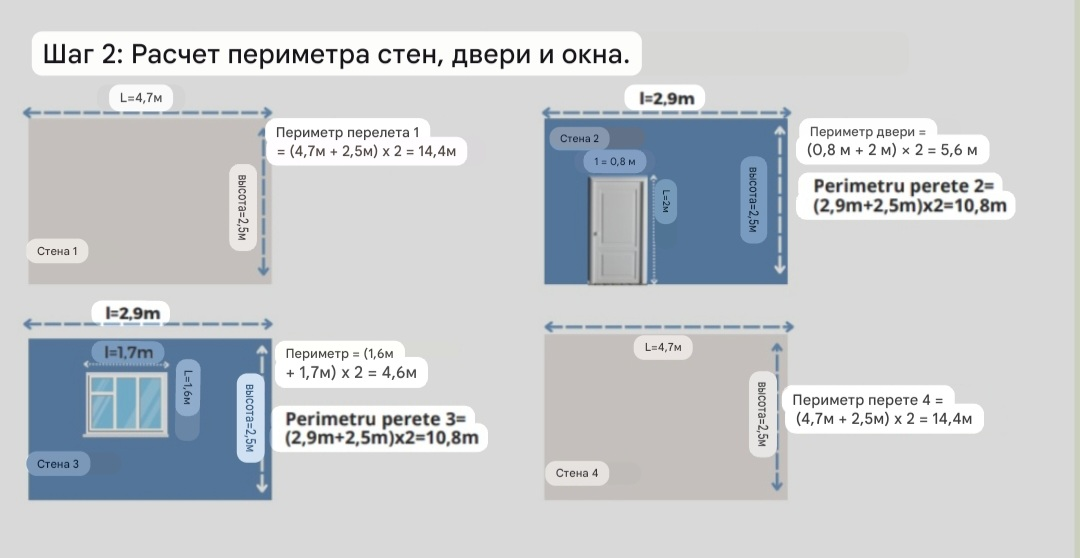 Шаг 2: Расчет периметра стен, двери и окна.
L=4,7м
Периметр перелета 1
= (4,7м + 2,5м) x 2 = 14,4м
высота=2,5м
Стена 1
l=2,9m
Стена 2
1 = 0,8 м
L=2м
высота=2,5м
Периметр двери =
(0,8 м + 2 м) × 2 = 5,6 м
Perimetru perete 2=
(2,9m+2,5m)x2=10,8m
l=2,9m
l=1,7m
L=1,6м
высота=2,5м
Стена 3
Периметр = (1,6м
+ 1,7м) x 2 = 4,6м
Perimetru perete 3=
(2,9m+2,5m)x2=10,8m
L=4,7м
высота=2,5м
Стена 4
Периметр перете 4 =
(4,7м + 2,5м) x 2 = 14,4м